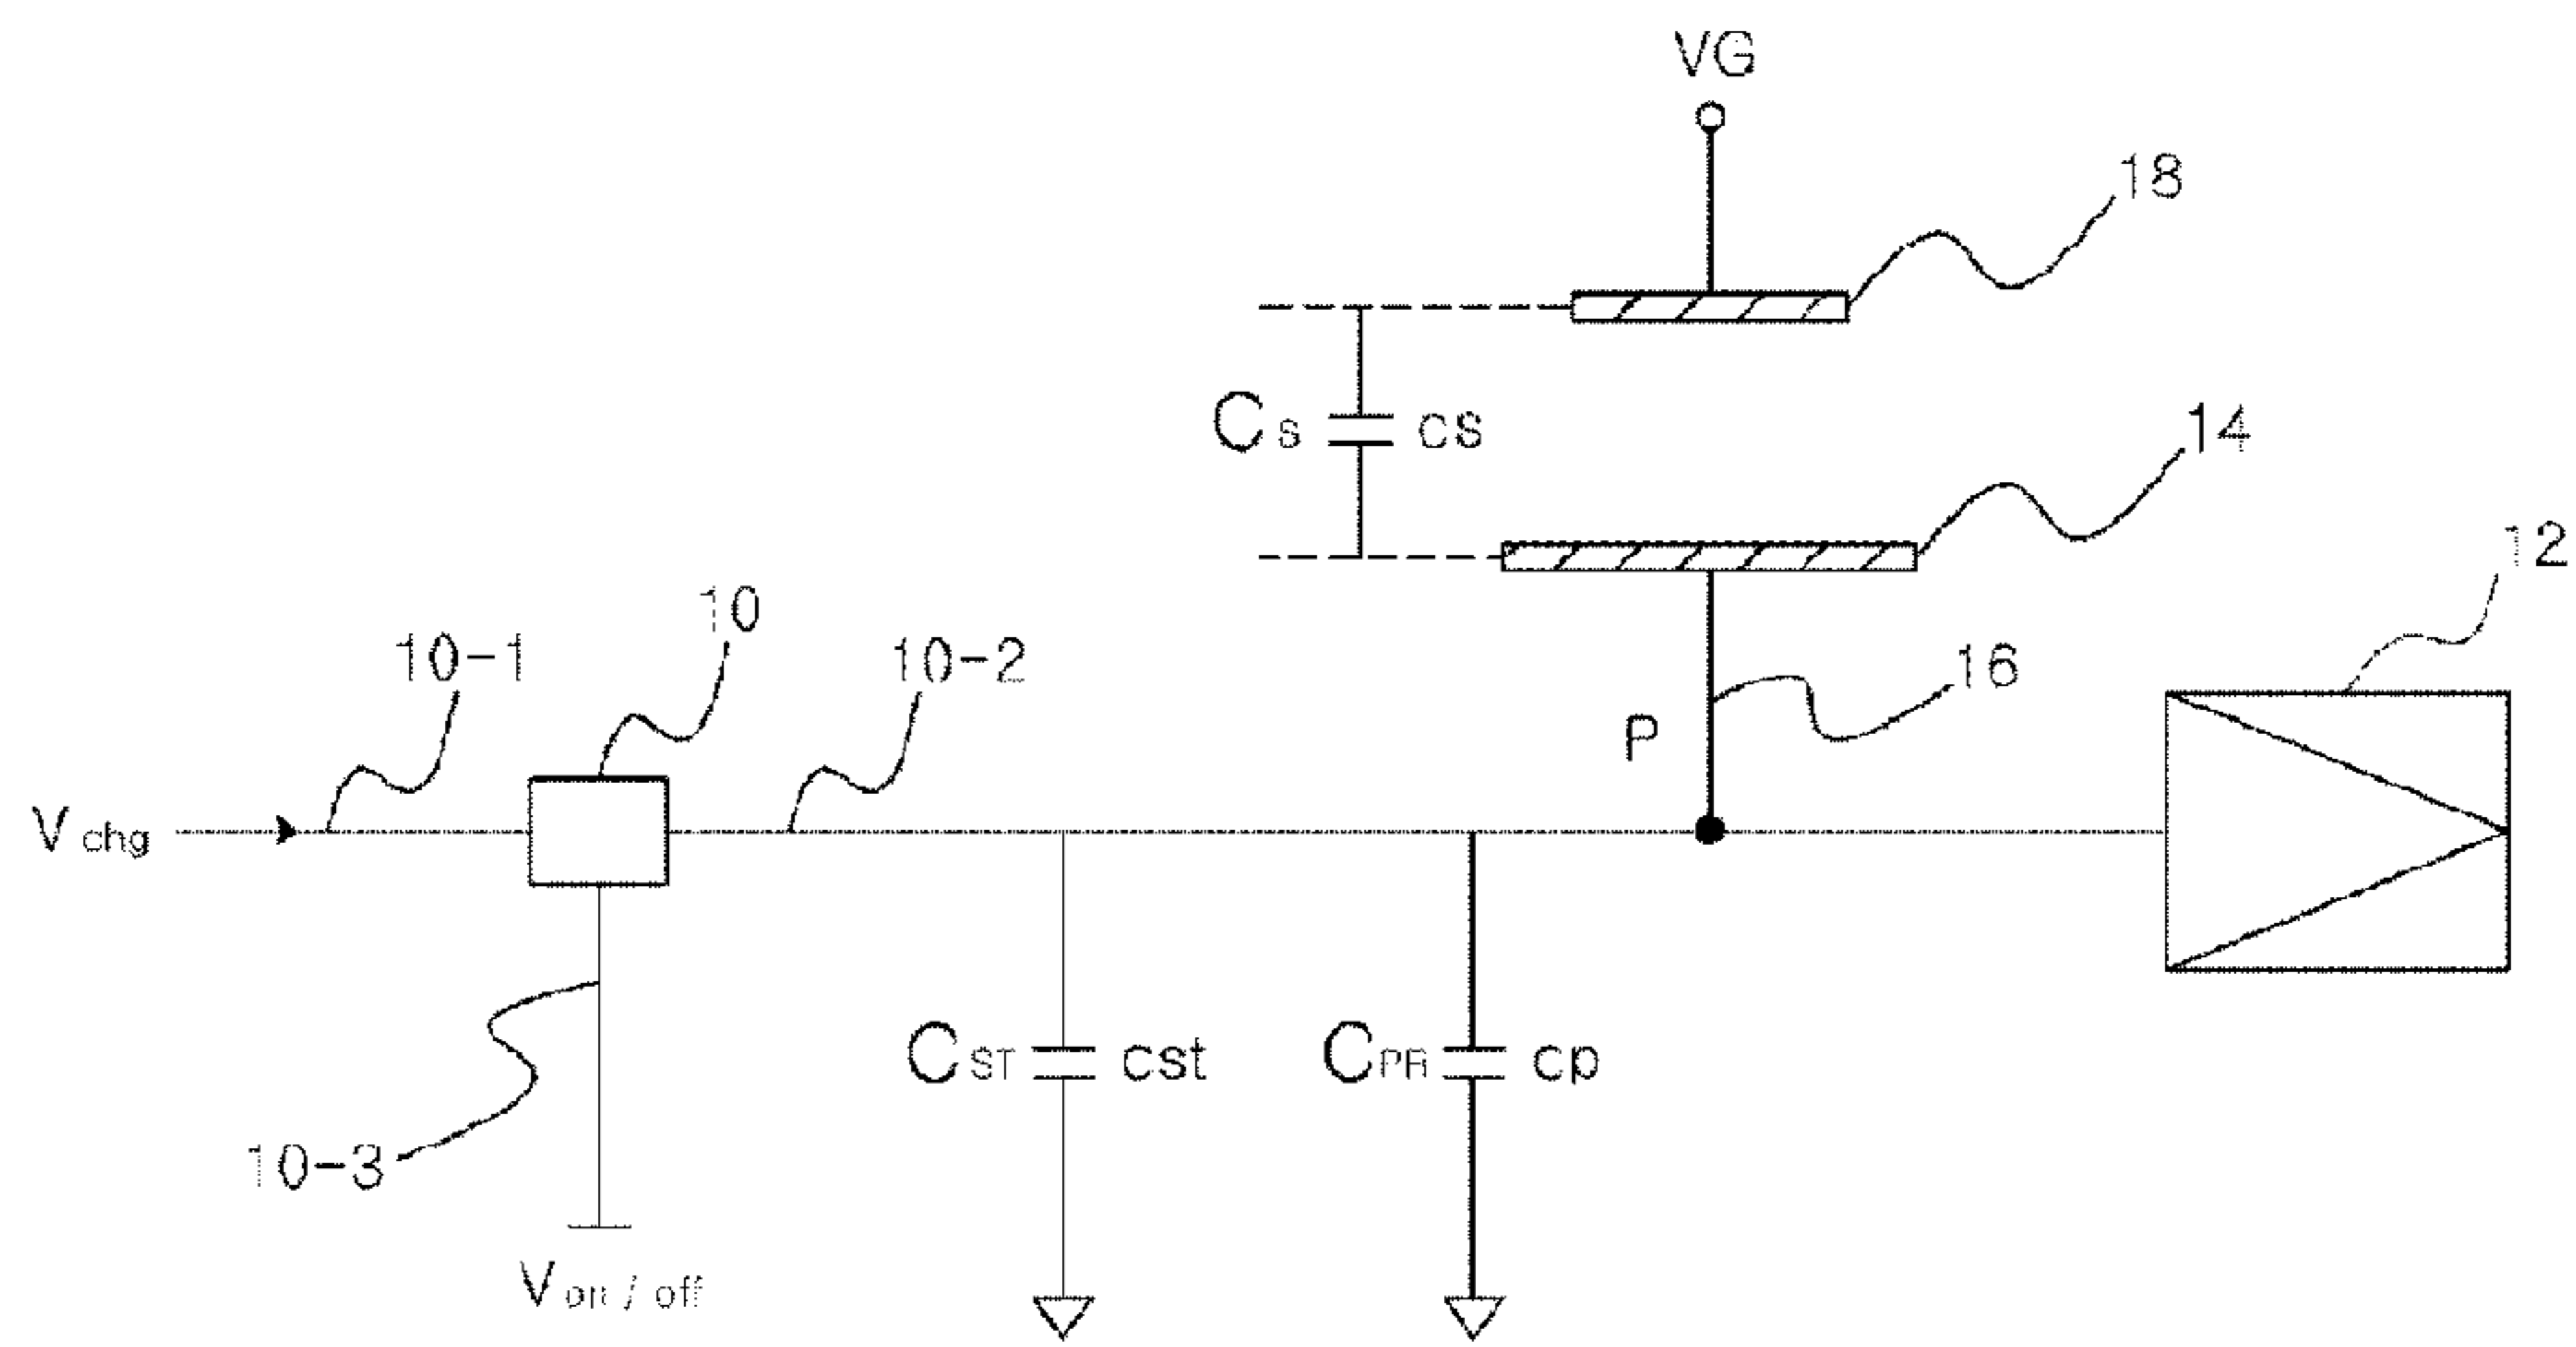 VG
18
Cs cs
14
12
10
10-1
10-2
16
P
Vchg
CST cst
CPR cp
10-3
Von / off